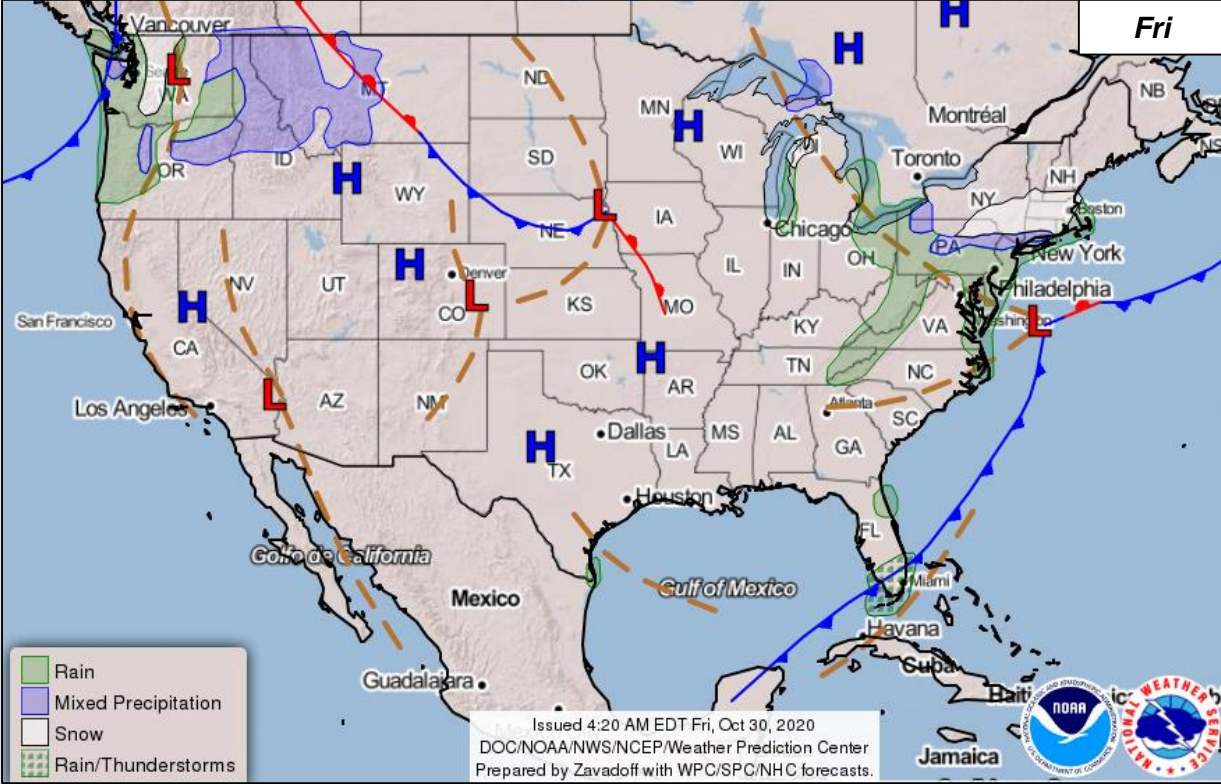 Fri
Vancouver
WA
MT
ND
MN
Montréal
NB
NS
OR
ID
WY
SD
WI
MI
Toronto
NY
NH
Boston
NE
IA
Chicago
OH
PA
New York
NV
UT
Denver
CO
KS
IL
IN
MO
Philadelphia
Washington
VA
San Francisco
CA
KY
TN
NC
Los Angeles
AZ
NM
OK
AR
Atlanta
SC
Dallas
MS
AL
GA
LA
TX
Houston
FL
Golfo de California
Gulf of Mexico
Miami
Mexico
Havana
Cuba
Guadalajara
Haiti
Jamaica
H
H
H
H
H
H
H
H
L
L
L
L
L
Rain
Mixed Precipitation
Snow
Rain/Thunderstorms
Issued 4:20 AM EDT Fri, Oct 30, 2020
DOC/NOAA/NWS/NCEP/Weather Prediction Center
Prepared by Zavadoff with WPC/SPC/NHC forecasts.
NOAA
NATIONAL WEATHER SERVICE